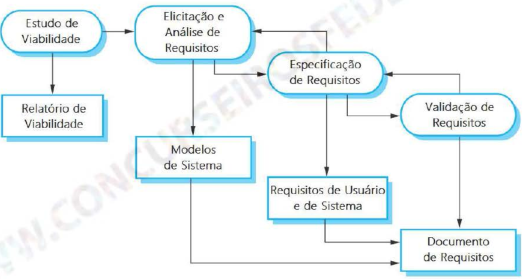 Estudo de
Viabilidade
Elicitação e
Análise de
Requisitos
Especificação
de Requisitos
Validação de
Requisitos
Relatório de
Viabilidade
Modelos
de Sistema
Requisitos de Usuário
e de Sistema
Documento
de Requisitos